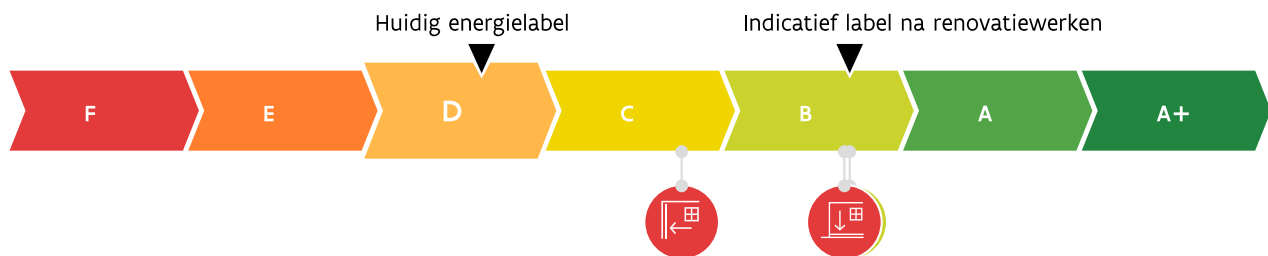 Huidig energielabel
Indicatief label na renovatiewerken
F
E
D
C
B
A
A+